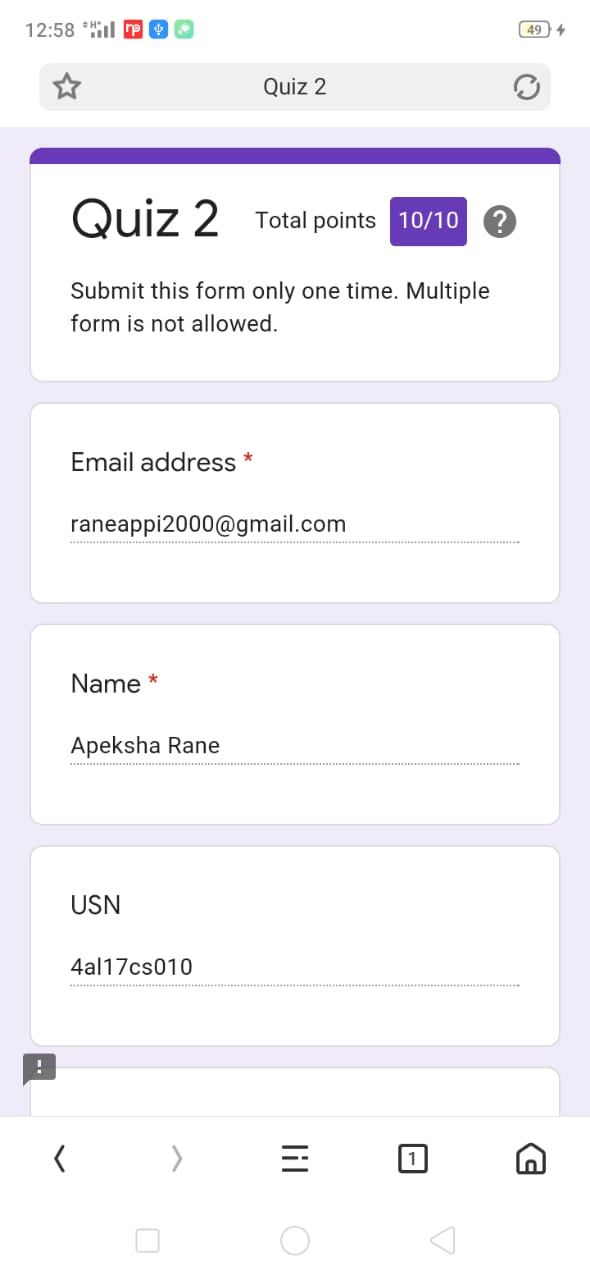 12:58
49
Quiz 2
Quiz 2 Total points 10/10 ?
Submit this form only one time. Multiple
form is not allowed.
Email address *
raneappi2000@gmail.com
Name *
Apeksha Rane
USN
4al17cs010
!
1